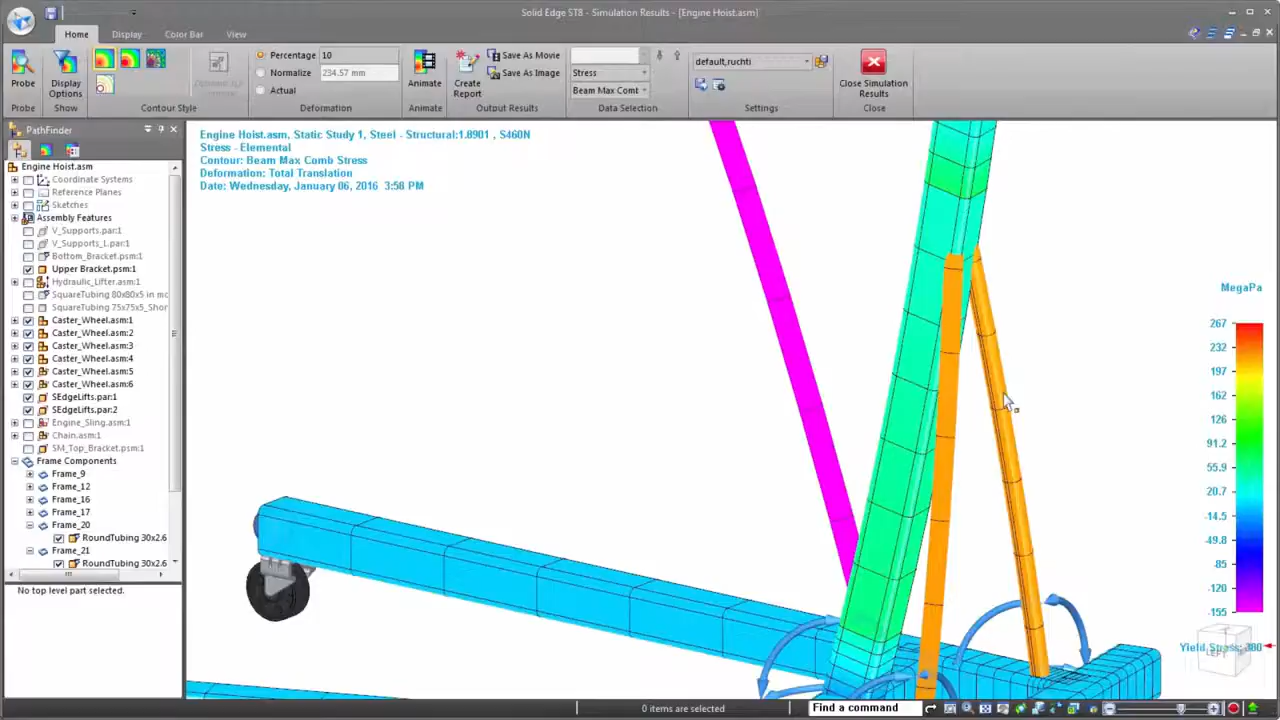 Solid Edge ST8 - Simulation Results - [Engine Hoist.asm]
Home Display Color Bar View
Percentage: 10
Normalize 234.57 mm
Actual
Save As Movie
Save As Image
Stress
Beam Max Comb
default,ruchti
Probe
Display Options
Animate
Create Report
Close Simulation Results
Probe Show Contour Style Deformation Animate Output Results Data Selection Settings Close
PathFinder
Engine Hoist.asm
Coordinate Systems
Reference Planes
Sketches
Assembly Features
V_Supports.par:1
V_Supports_L.par:1
Bottom_Bracket.psm:1
Upper Bracket.psm:1
Hydraulic_Lifter.asm:1
SquareTubing 80x80x5 in mo
SquareTubing 75x75x5_Shor
Caster_Wheel.asm:1
Caster_Wheel.asm:2
Caster_Wheel.asm:3
Caster_Wheel.asm:4
Caster_Wheel.asm:5
Caster_Wheel.asm:6
SEdgeLifts.par:1
SEdgeLifts.par:2
Engine_Sling.asm:1
Chain.asm:1
SM_Top_Bracket.psm:1
Frame Components
Frame_9
Frame_12
Frame_16
Frame_17
Frame_20
RoundTubing 30x2.6
Frame_21
RoundTubing 30x2.6
No top level part selected.
Engine Hoist.asm, Static Study 1, Steel - Structural:1.8901 , S460N
Stress - Elemental
Contour: Beam Max Comb Stress
Deformation: Total Translation
Date: Wednesday, January 06, 2016 3:58 PM
MegaPa
267
232
197
162
126
91.2
55.9
20.7
-14.5
-49.8
-85
-120
-155
Yield Stress: 380
LEFT
0 items are selected
Find a command